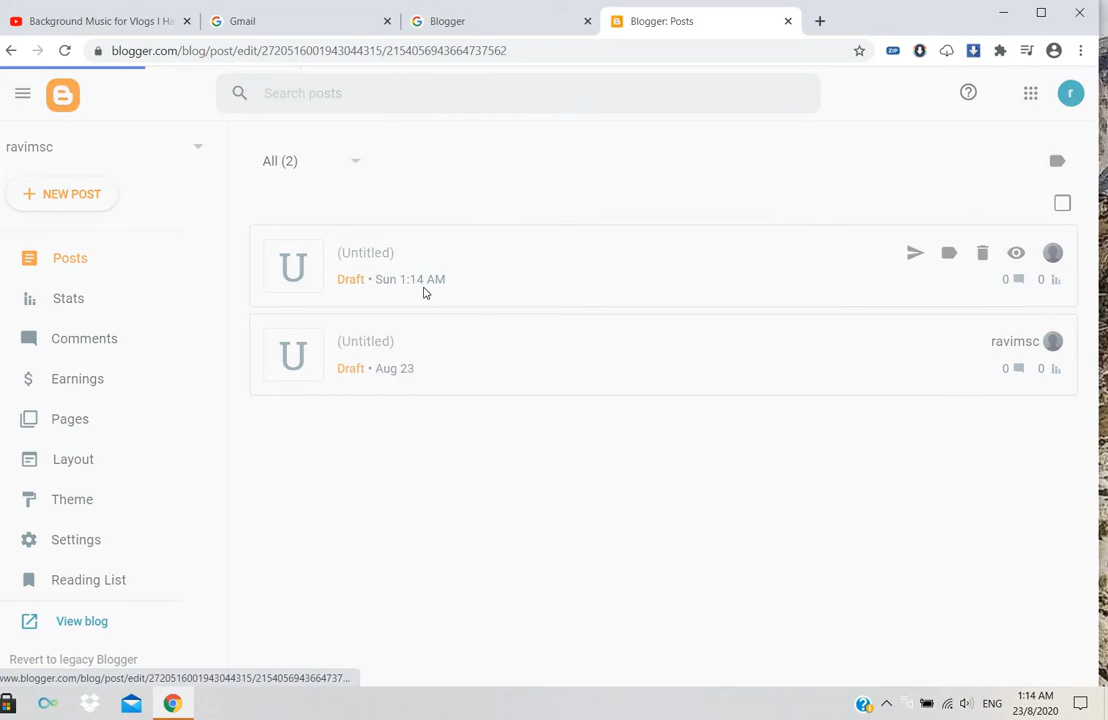 Background Music for Vlogs I Ha
Gmail
Blogger
Blogger: Posts
blogger.com/blog/post/edit/2720516001943044315/2154056943664737562
ZIP
Search posts
r
ravimsc
All (2)
NEW POST
Posts
Stats
Comments
Earnings
Pages
Layout
Theme
Settings
Reading List
View blog
Revert to legacy Blogger
U
(Untitled)
Draft • Sun 1:14 AM
0
0
U
(Untitled)
ravimsc
Draft • Aug 23
0
0
www.blogger.com/blog/post/edit/2720516001943044315/2154056943664737...
ENG
1:14 AM
23/8/2020